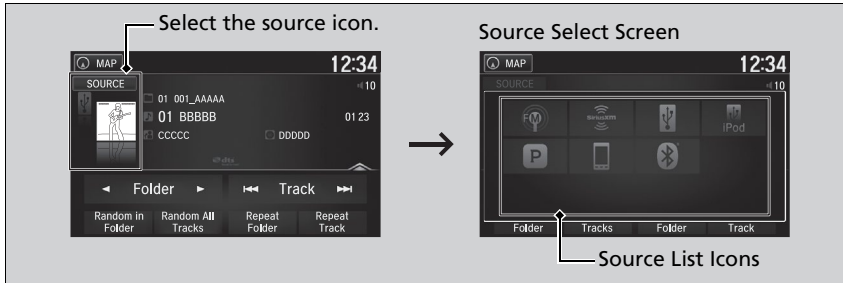 Select the source icon.
Source Select Screen
MAP
12:34
SOURCE
10
01 001_AAAAA
01 BBBBB
01 23
CCCCC
DDDDD
Folder
Track
Random in
Folder
Random All
Tracks
Repeat
Folder
Repeat
Track
MAP
12:34
SOURCE
10
FM
SiriusXM
iPod
P
Folder
Tracks
Folder
Track
Source List Icons